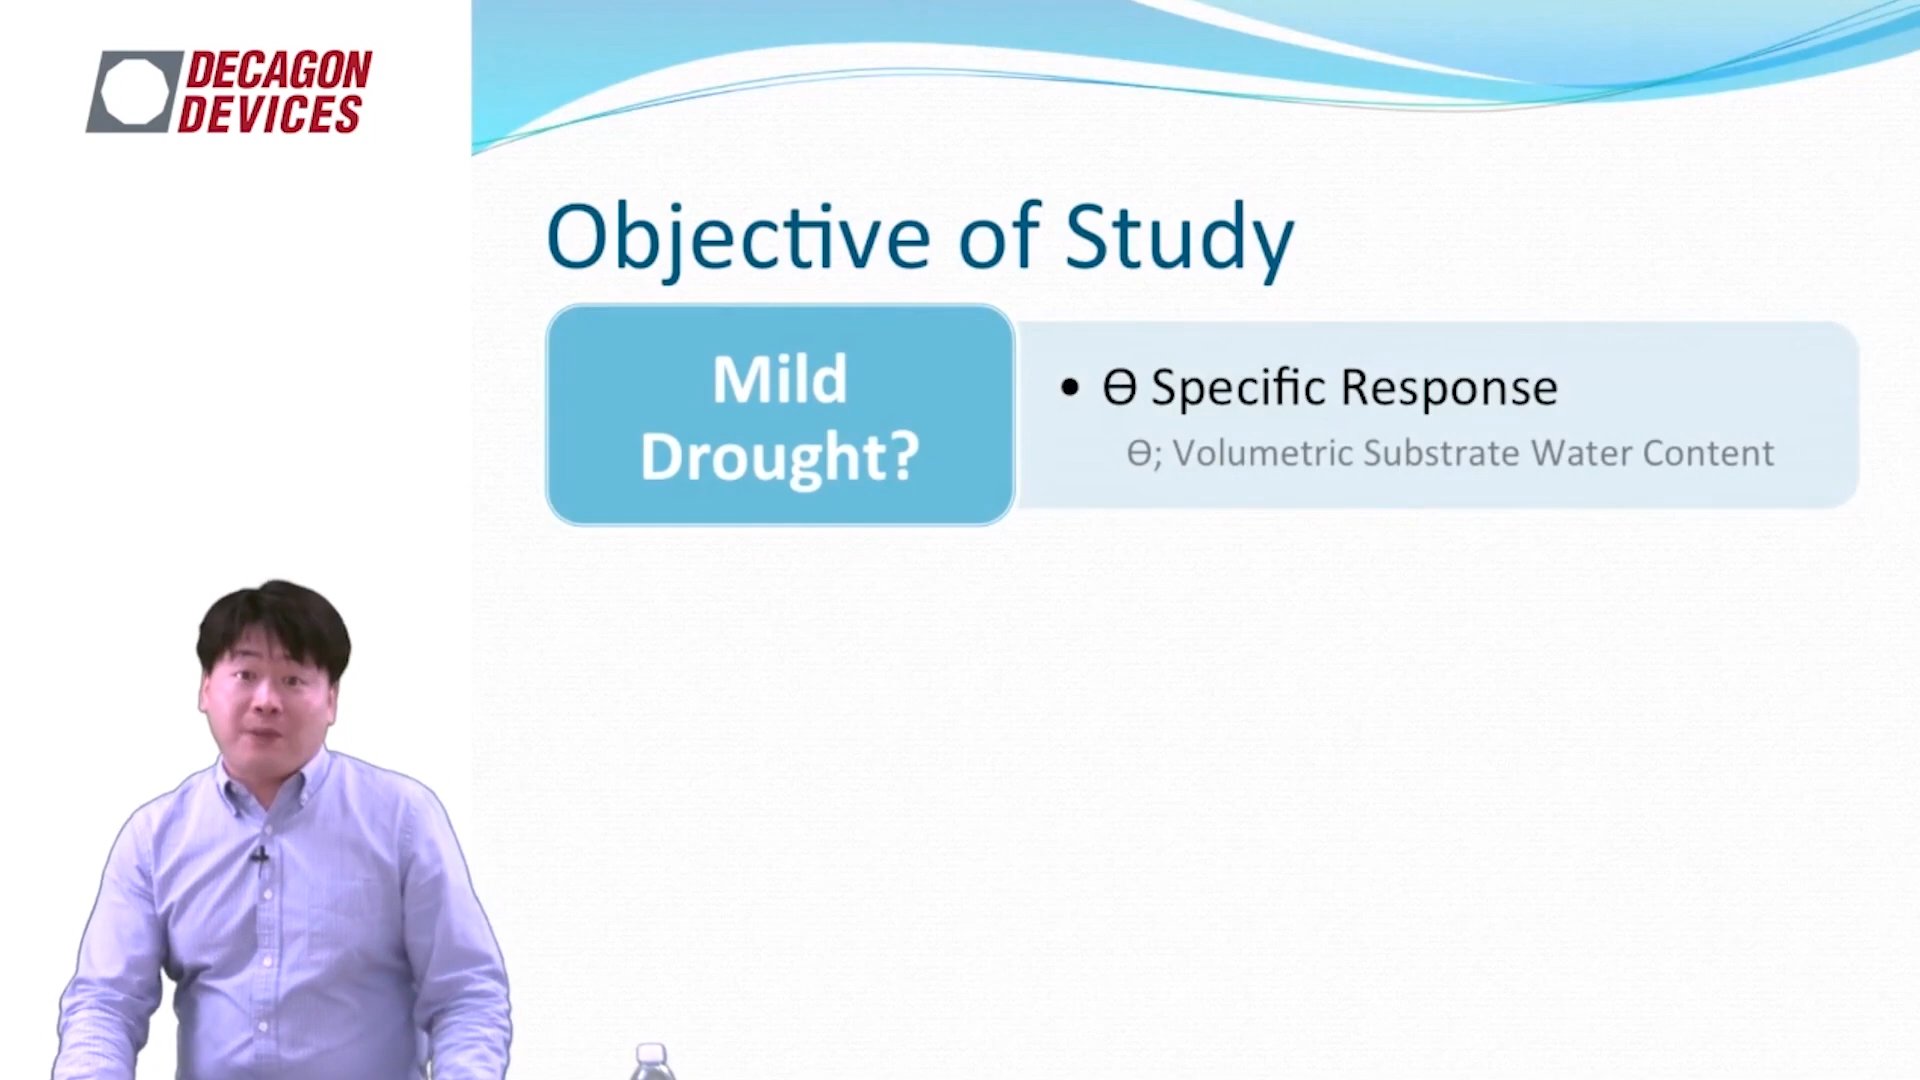 DECAGON
DEVICES
Objective of Study
Mild
Drought?
• Ɵ Specific Response
Ɵ; Volumetric Substrate Water Content